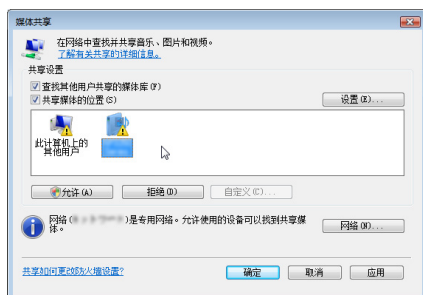 媒体共享
在网络中查找并共享音乐、图片和视频。
了解有关共享的详细信息。
共享设置
查找其他用户共享的媒体库(F)
共享媒体的位置(S)
设置(E)...
此计算机上的
其他用户
允许(A)
拒绝(D)
自定义(C)...
网络( )是专用网络。允许使用的设备可以找到共享媒
体。
网络(N)...
共享如何更改防火墙设置?
确定
取消
应用